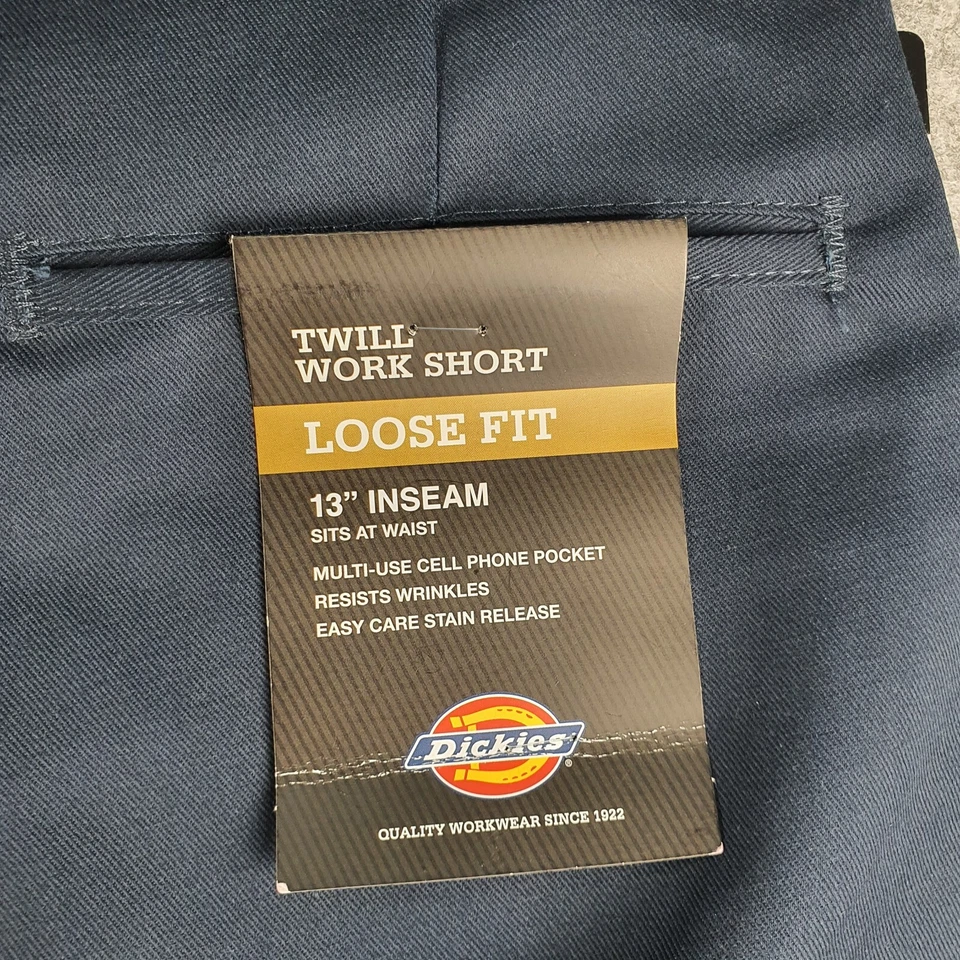 TWILL
WORK SHORT
LOOSE FIT
13” INSEAM
SITS AT WAIST
MULTI-USE CELL PHONE POCKET
RESISTS WRINKLES
EASY CARE STAIN RELEASE
Dickies®
QUALITY WORKWEAR SINCE 1922